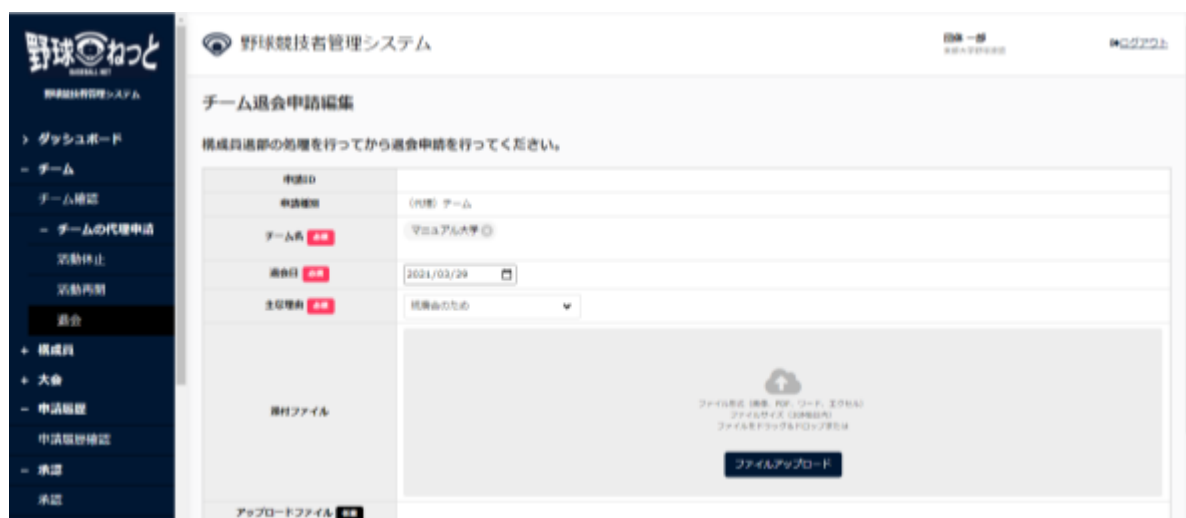 野球ねっと
BASEBALL NET
野球競技者管理システム
ダッシュボード
チーム
チーム確認
チームの代理申請
活動休止
活動再開
退会
構成員
大会
申請履歴
申請履歴確認
承認
承認
野球競技者管理システム
団体 一郎
ログアウト
チーム退会申請編集
構成員退部の処理を行ってから退会申請を行ってください。
申請ID
申請種別 (代理) チーム
チーム名 必須 マニュアル大学
退会日 必須 2021/03/29
主な理由 必須
添付ファイル
ファイル形式 (画像、PDF、ワード、エクセル)
ファイルサイズ (10MB以内)
ファイルをドラッグ&ドロップまたは
ファイルアップロード
アップロードファイル